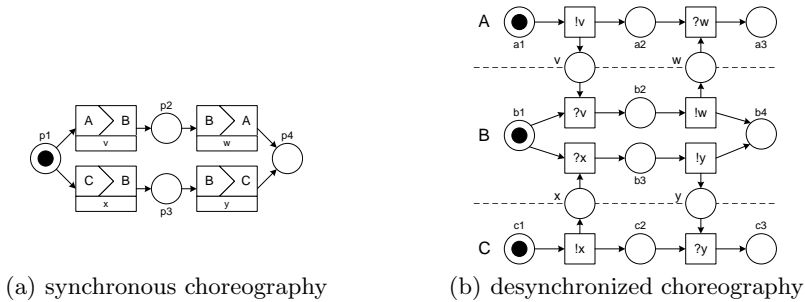 p1
p2
A B
v
B A
w
p4
C B
x
p3
B C
y
(a) synchronous choreography
A
a1
!v
a2
?w
a3
v
w
B
b1
?v
b2
!w
b4
?x
b3
!y
x
y
C
c1
!x
c2
?y
c3
(b) desynchronized choreography